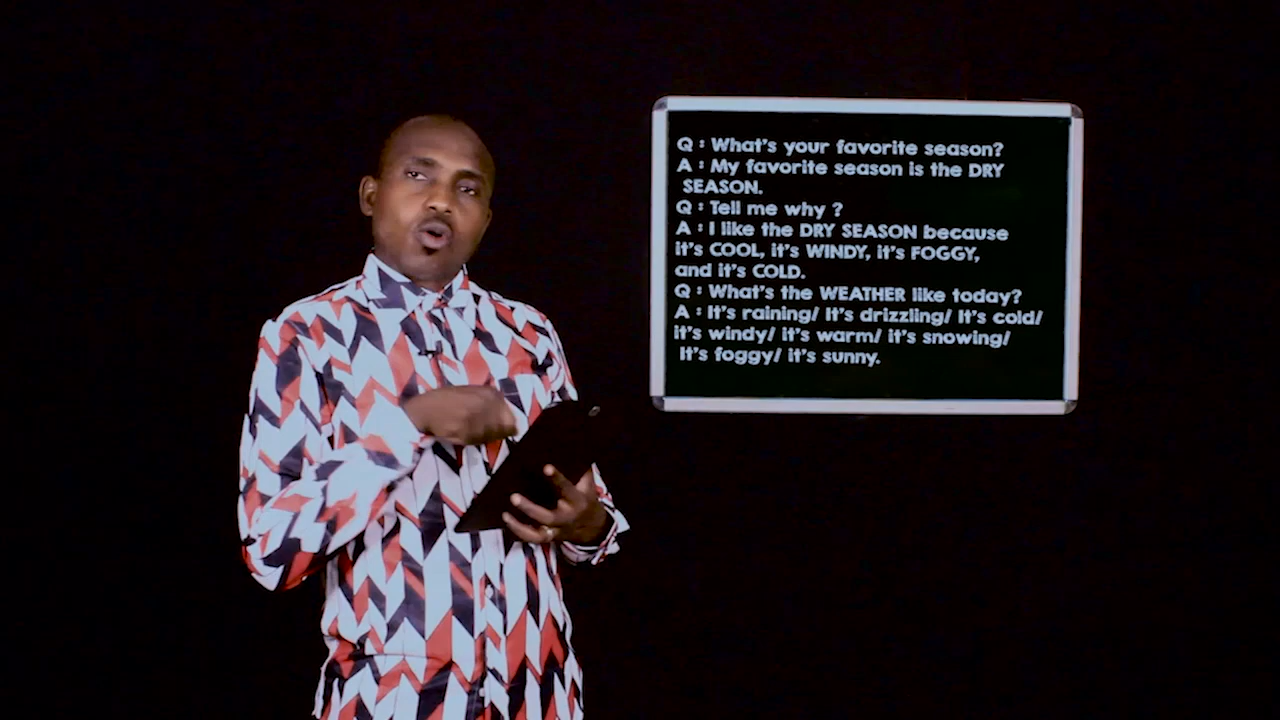 Q : What's your favorite season?
A : My favorite season is the DRY
SEASON.
Q : Tell me why ?
A : I like the DRY SEASON because
it's COOL, it's WINDY, it's FOGGY,
and it's COLD.
Q : What's the WEATHER like today?
A : It's raining/ It's drizzling/ It's cold/
it's windy/ it's warm/ it's snowing/
It's foggy/ it's sunny.